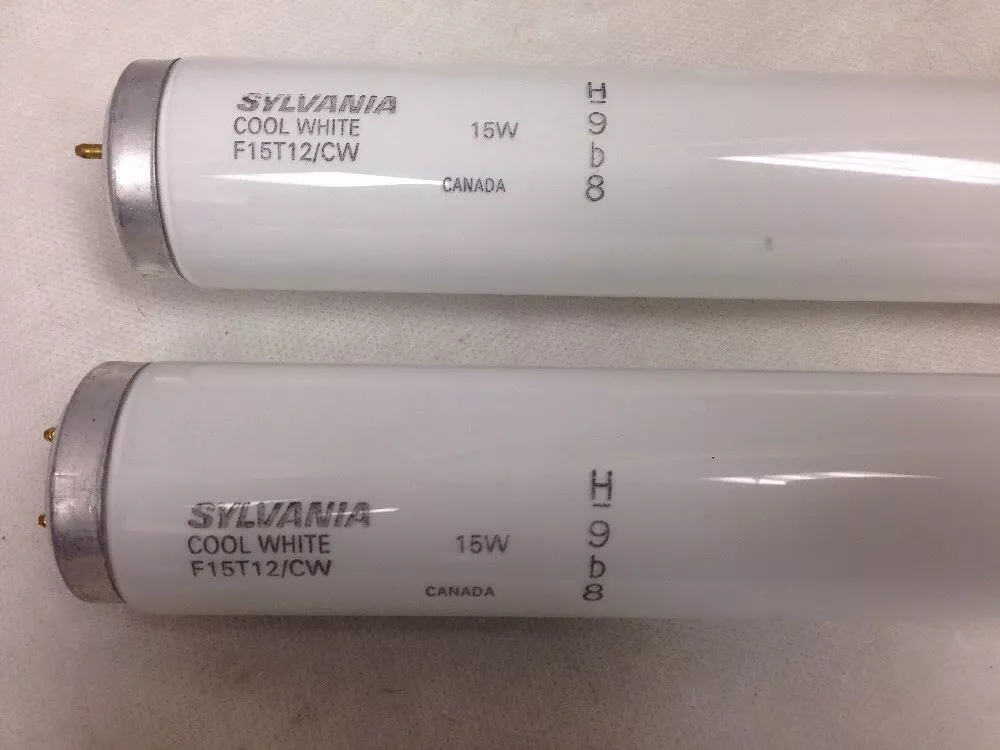 SYLVANIA
COOL WHITE
F15T12/CW
15W
CANADA
H
9
b
8
SYLVANIA
COOL WHITE
F15T12/CW
15W
CANADA
H
9
b
8